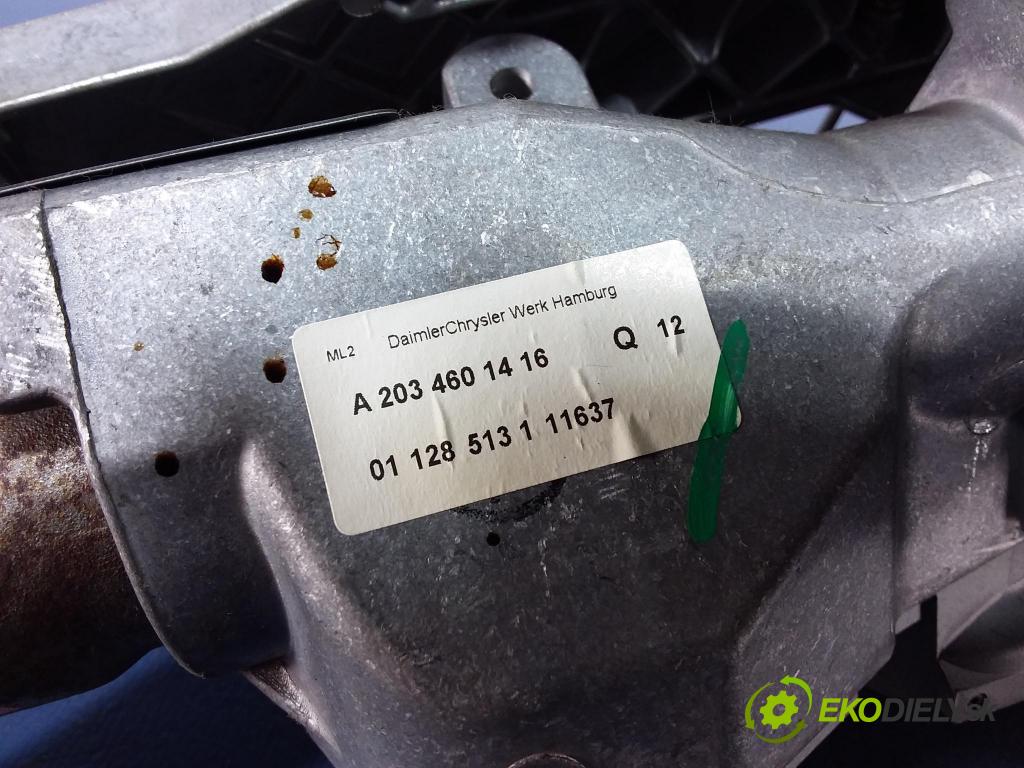 ML2 DaimlerChrysler Werk Hamburg
A 203 460 14 16 Q 12
01 128 513 1 11637
EKODIELY.sk